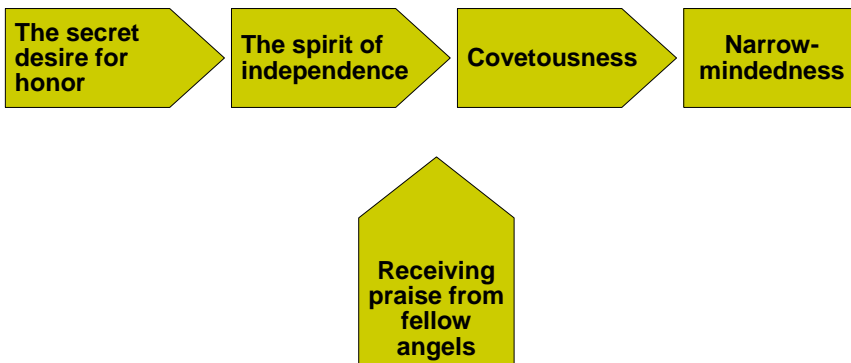 The secret
desire for
honor
The spirit of
independence
Covetousness
Narrow-
mindedness
Receiving
praise from
fellow
angels